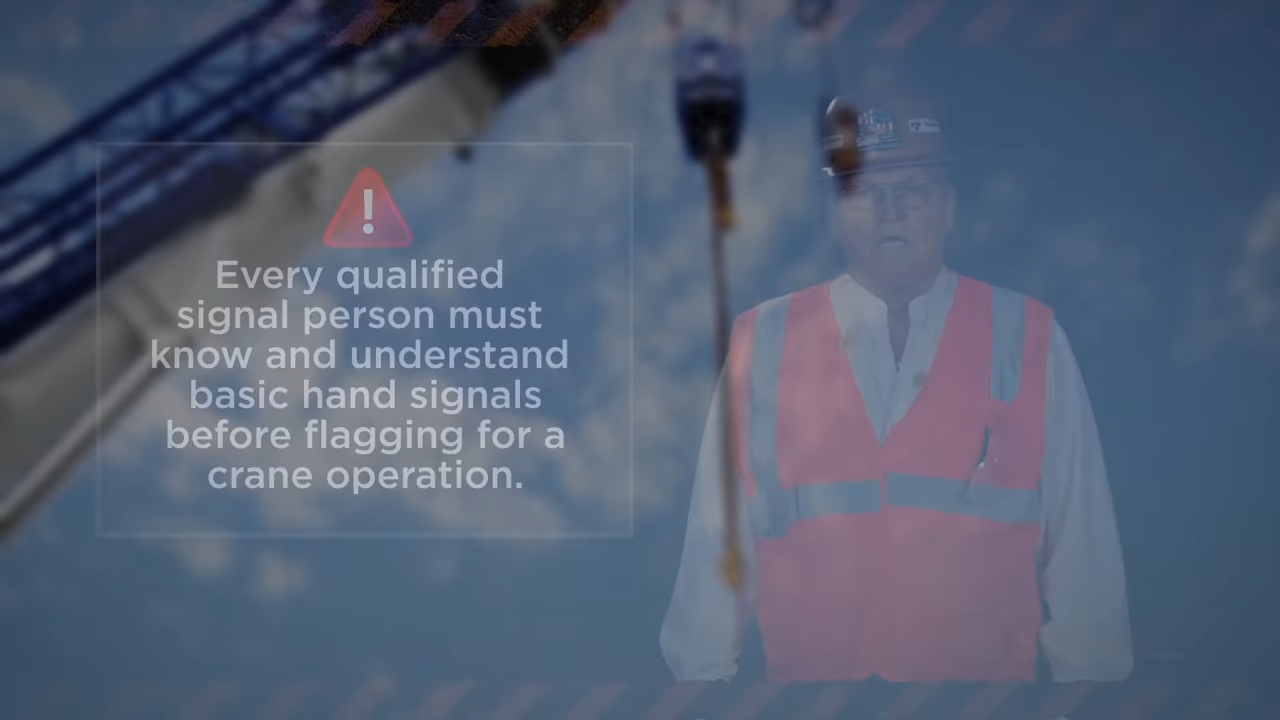 !
Every qualified
signal person must
know and understand
basic hand signals
before flagging for a
crane operation.